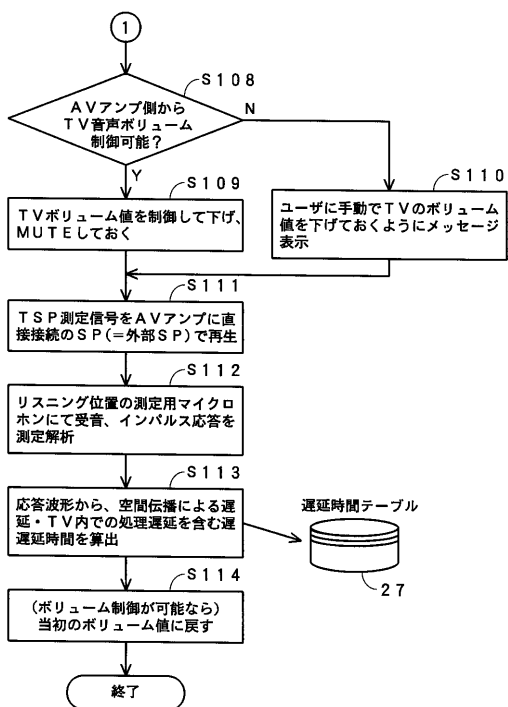 1
S108
AVアンプ側から
TV音声ボリューム
制御可能?
N
Y
S109
TVボリューム値を制御して下げ、
MUTEしておく
S110
ユーザに手動でTVのボリューム
値を下げておくようにメッセージ
表示
S111
TSP測定信号をAVアンプに直
接接続のSP(=外部SP)で再生
S112
リスニング位置の測定用マイクロ
ホンにて受音、インパルス応答を
測定解析
S113
応答波形から、空間伝播による遅
延・TV内での処理遅延を含む遅
遅延時間を算出
遅延時間テーブル
27
S114
(ボリューム制御が可能なら)
当初のボリューム値に戻す
終了